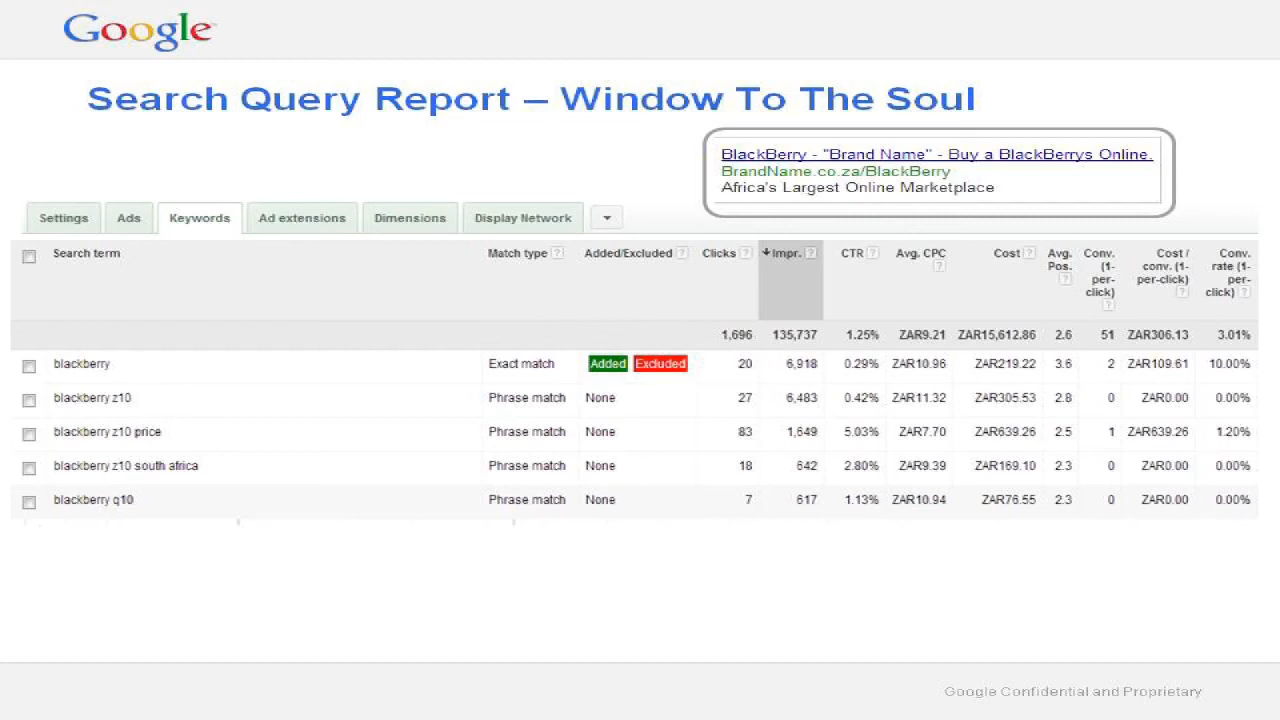 Google
Search Query Report – Window To The Soul
BlackBerry - "Brand Name" - Buy a BlackBerrys Online.
BrandName.co.za/BlackBerry
Africa's Largest Online Marketplace
Settings Ads Keywords Ad extensions Dimensions Display Network
Search term Match type ? Added/Excluded ? Clicks ? Impr. ? CTR ? Avg. CPC ? Cost ? Avg. Pos. ? Conv. (1-per-click) ? Cost / conv. (1-per-click) ? Conv. rate (1-per-click) ?
1,696 135,737 1.25% ZAR9.21 ZAR15,612.86 2.6 51 ZAR306.13 3.01%
blackberry Exact match Added Excluded 20 6,918 0.29% ZAR10.96 ZAR219.22 3.6 2 ZAR109.61 10.00%
blackberry z10 Phrase match None 27 6,483 0.42% ZAR11.32 ZAR305.53 2.8 0 ZAR0.00 0.00%
blackberry z10 price Phrase match None 83 1,649 5.03% ZAR7.70 ZAR639.26 2.5 1 ZAR639.26 1.20%
blackberry z10 south africa Phrase match None 18 642 2.80% ZAR9.39 ZAR169.10 2.3 0 ZAR0.00 0.00%
blackberry q10 Phrase match None 7 617 1.13% ZAR10.94 ZAR76.55 2.3 0 ZAR0.00 0.00%
Google Confidential and Proprietary